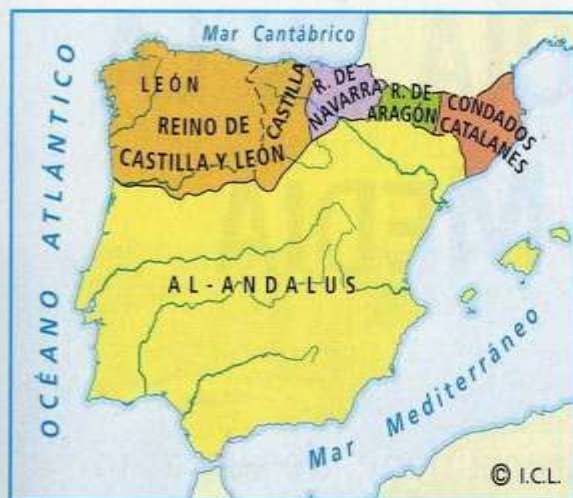 Mar Cantábrico
OCÉANO ATLÁNTICO
LEÓN
REINO DE
CASTILLA Y LEÓN
CASTILLA
R. DE
NAVARRA
R. DE
ARAGÓN
CONDADOS
CATALANES
AL-ANDALUS
Mar Mediterráneo
© I.C.L.